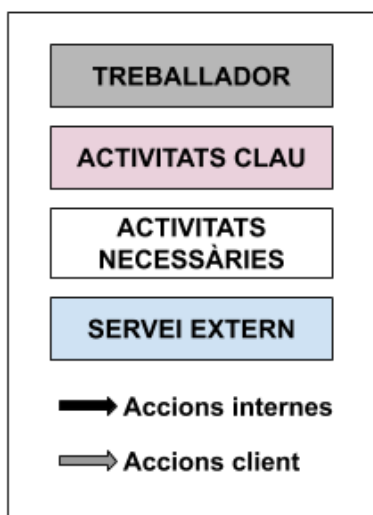 TREBALLADOR
ACTIVITATS CLAU
ACTIVITATS
NECESSÀRIES
SERVEI EXTERN
Accions internes
Accions client